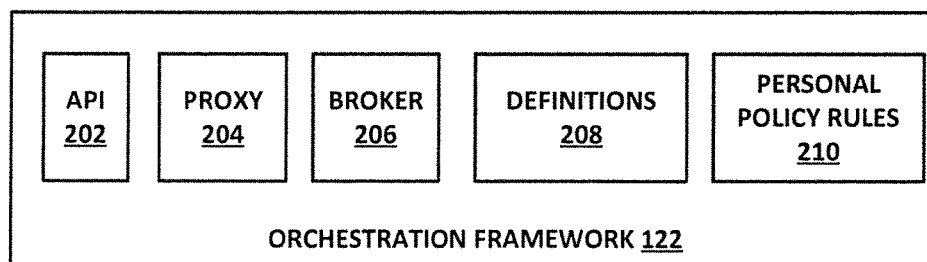 API
202
PROXY
204
BROKER
206
DEFINITIONS
208
PERSONAL
POLICY RULES
210
ORCHESTRATION FRAMEWORK 122